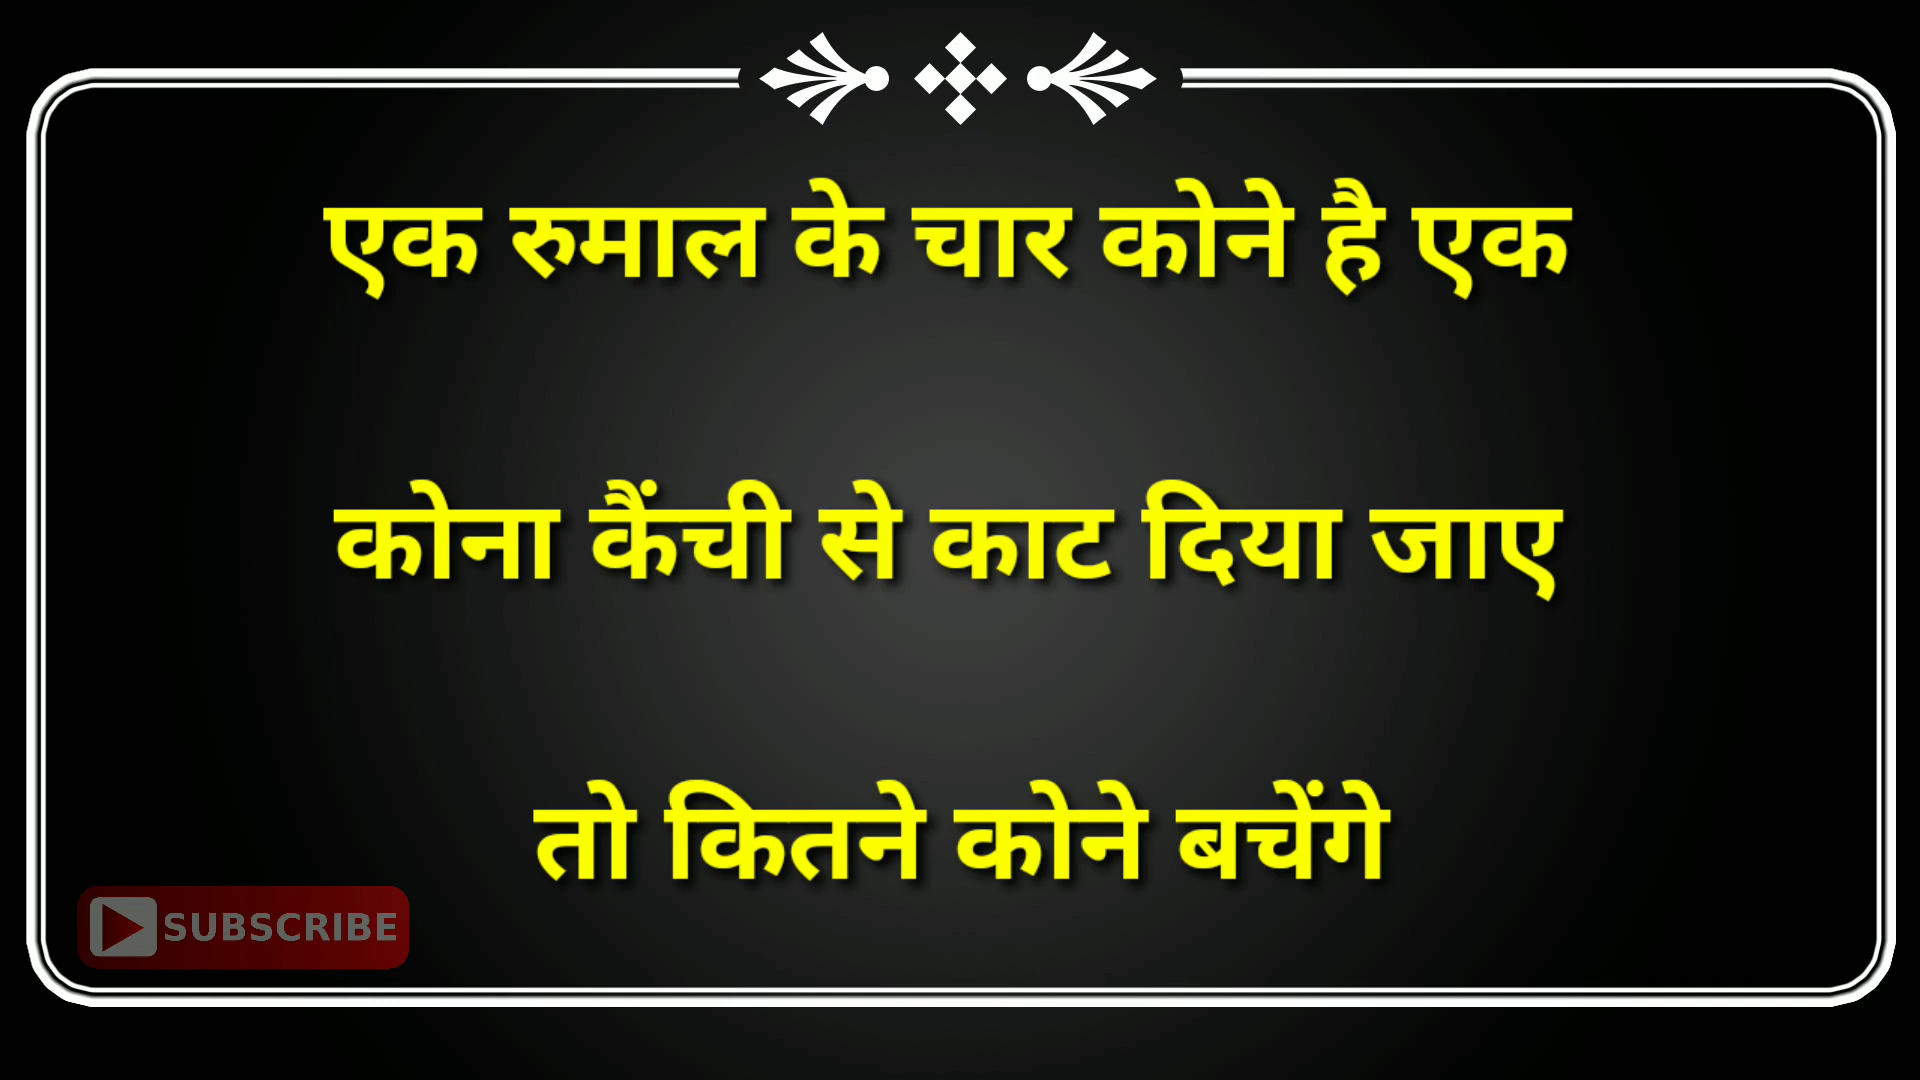 एक रुमाल के चार कोने है एक
कोना कैंची से काट दिया जाए
तो कितने कोने बचेंगे
SUBSCRIBE